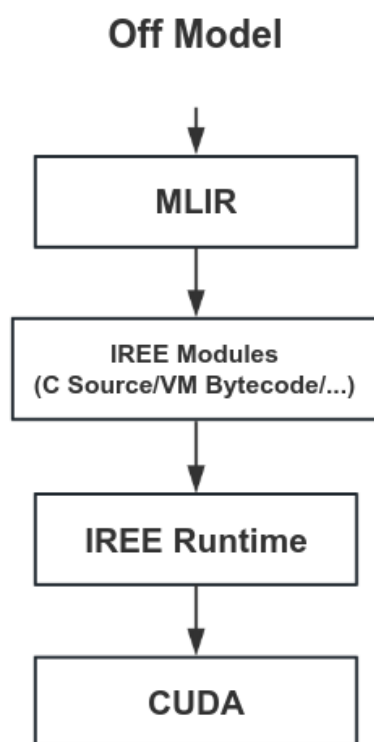 Off Model
MLIR
IREE Modules
(C Source/VM Bytecode/...)
IREE Runtime
CUDA